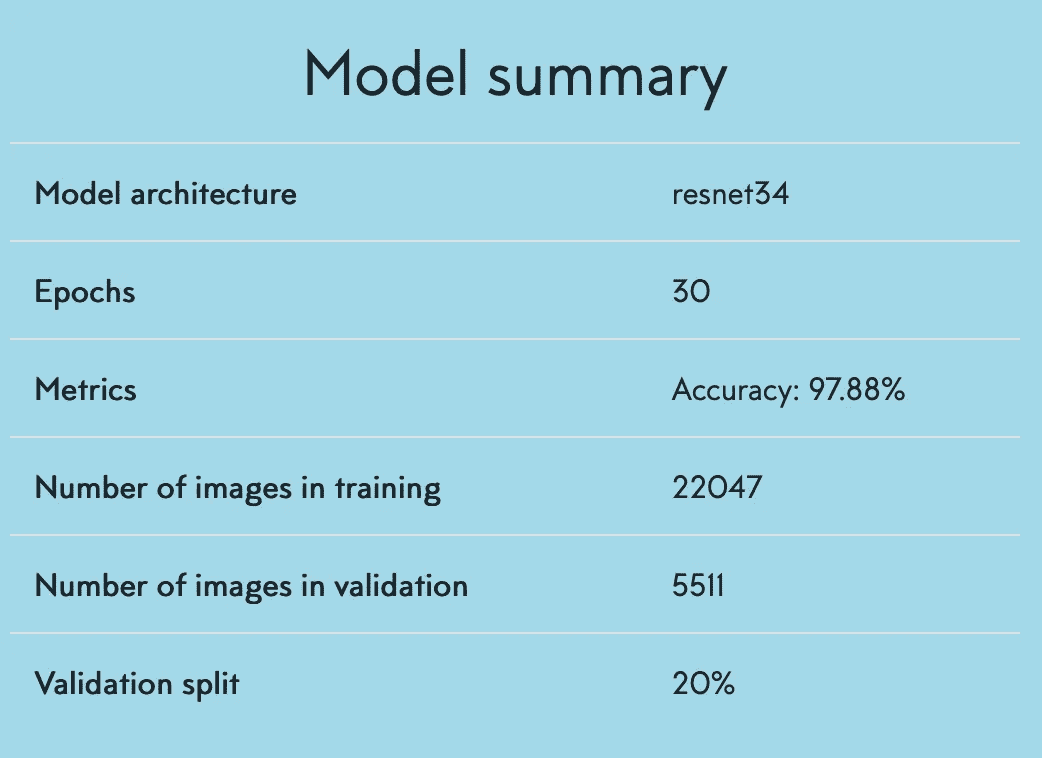 Model summary
Model architecture resnet34
Epochs 30
Metrics Accuracy: 97.88%
Number of images in training 22047
Number of images in validation 5511
Validation split 20%